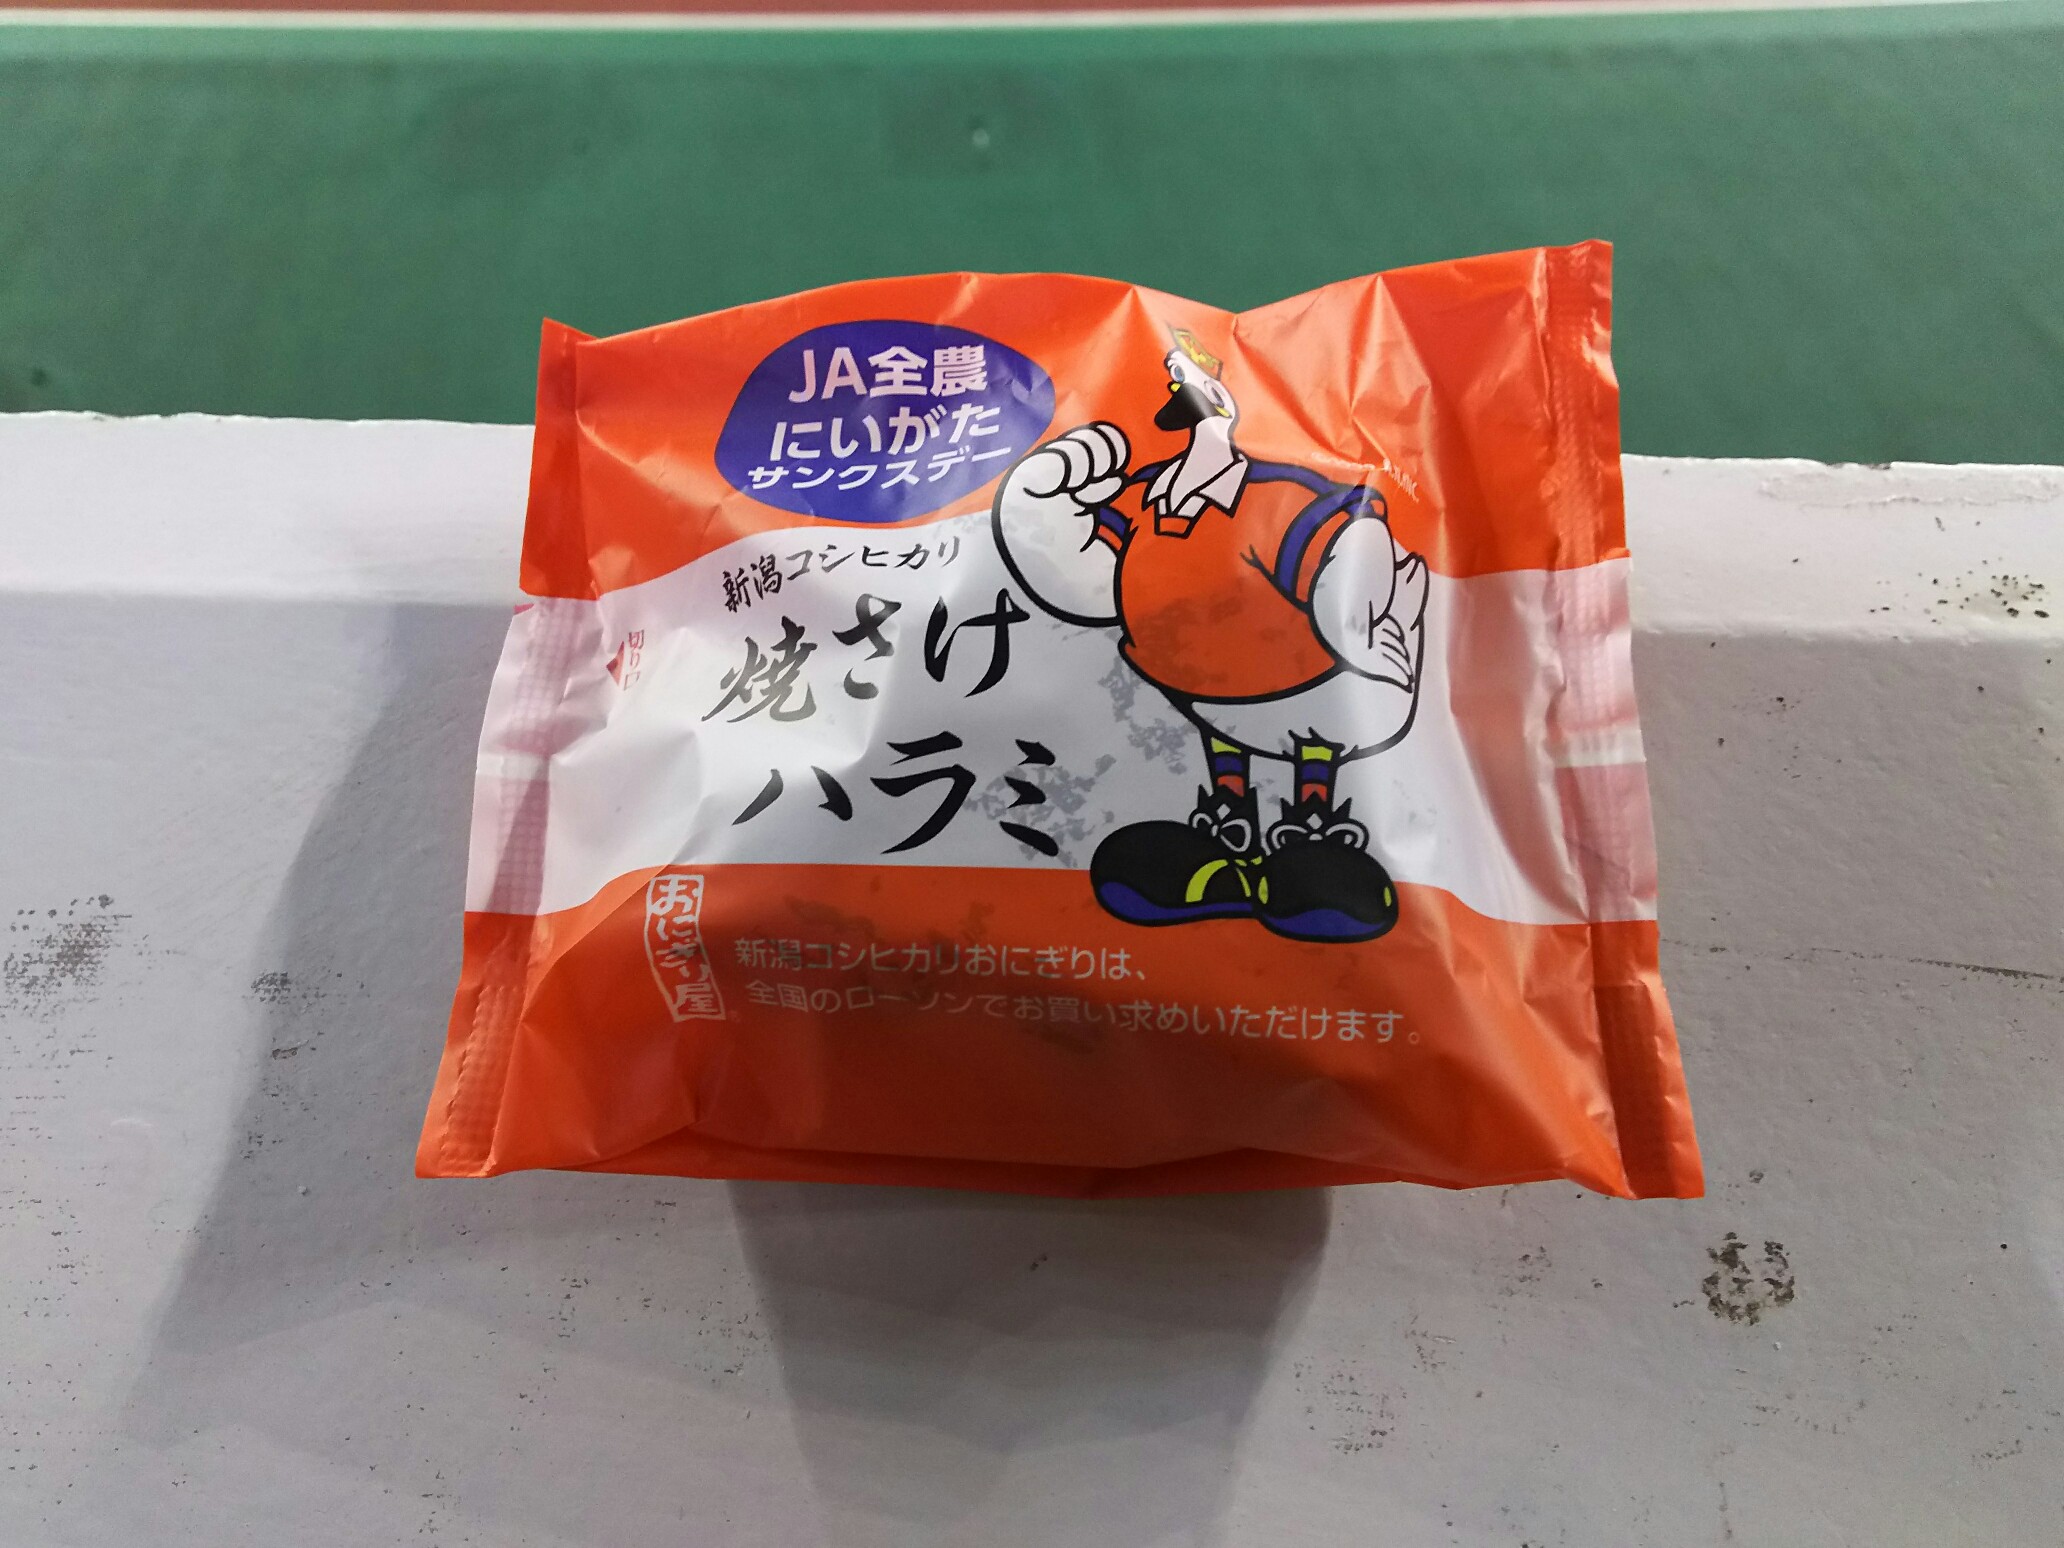 JA全農
にいがた
サンクスデー
新潟コシヒカリ
焼さけ
ハラミ
切り口
おにぎり屋
新潟コシヒカリおにぎりは、
全国のローソンでお買い求めいただけます。